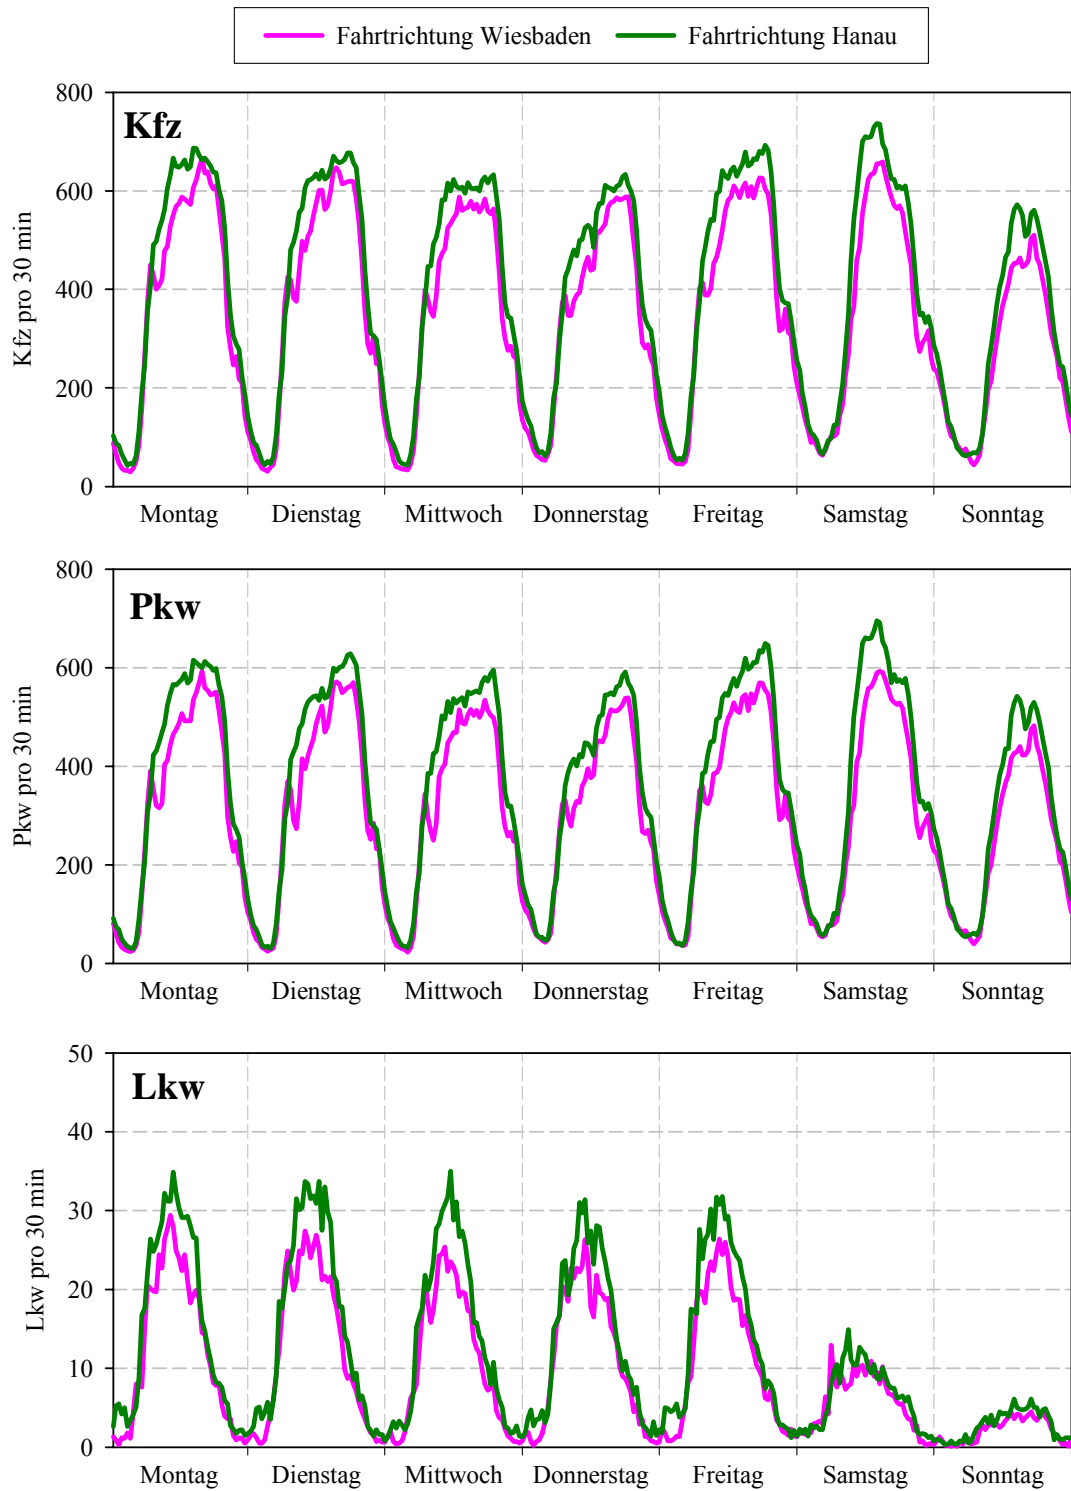 Fahrtrichtung Wiesbaden Fahrtrichtung Hanau
Kfz
Kfz pro 30 min
800
600
400
200
0
Montag Dienstag Mittwoch Donnerstag Freitag Samstag Sonntag
Pkw
Pkw pro 30 min
800
600
400
200
0
Montag Dienstag Mittwoch Donnerstag Freitag Samstag Sonntag
Lkw
Lkw pro 30 min
50
40
30
20
10
0
Montag Dienstag Mittwoch Donnerstag Freitag Samstag Sonntag